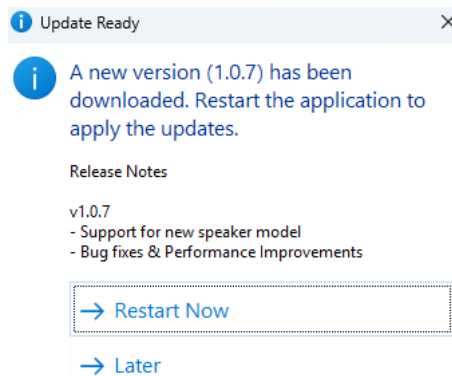 Update Ready
A new version (1.0.7) has been
downloaded. Restart the application to
apply the updates.
Release Notes
v1.0.7
- Support for new speaker model
- Bug fixes & Performance Improvements
Restart Now
Later